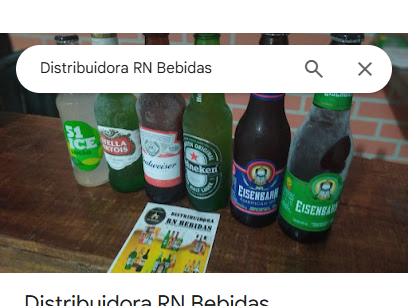 Distribuidora RN Bebidas
51
ICE
STELLA
ARTOIS
Budweiser
Heineken
EISENBAHN
EISENBAHN
DISTRIBUIDORA
RN BEBIDAS
Distribuidora RN Bebidas